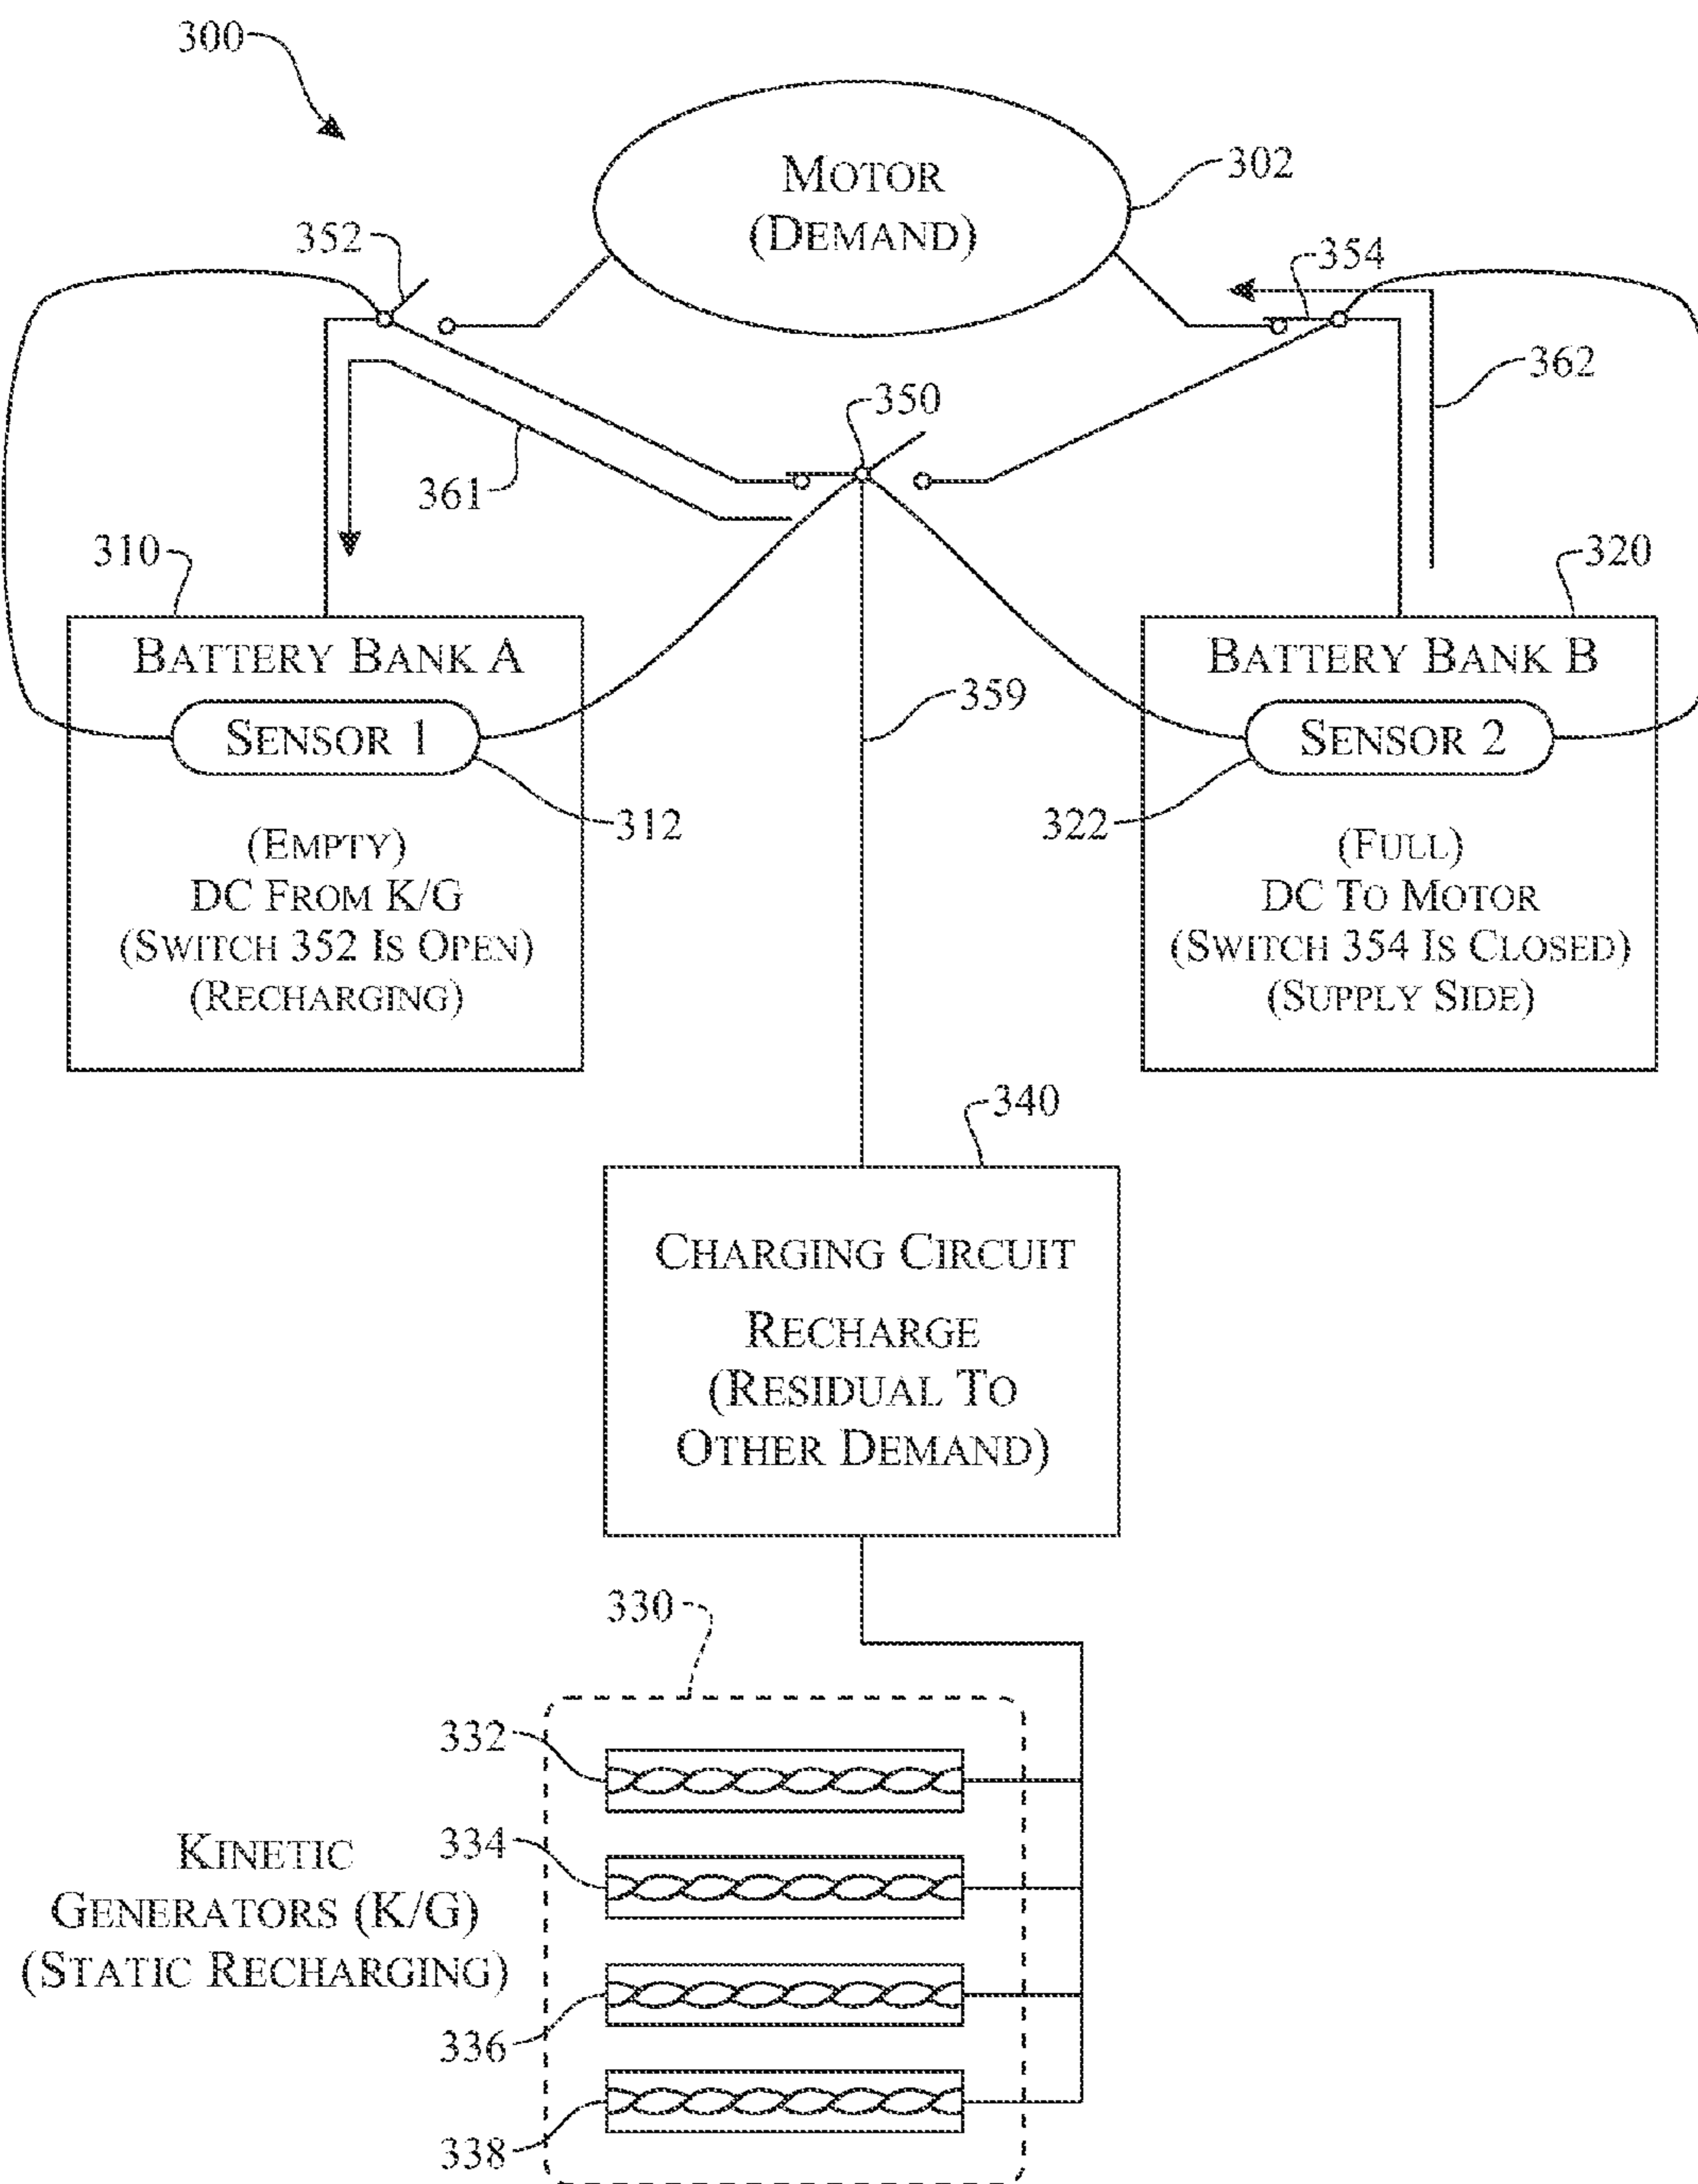 300
MOTOR
(DEMAND)
302
352
354
362
350
361
310
320
BATTERY BANK A
BATTERY BANK B
359
SENSOR 1
SENSOR 2
312
322
(EMPTY)
DC FROM K/G
(SWITCH 352 IS OPEN)
(RECHARGING)
(FULL)
DC TO MOTOR
(SWITCH 354 IS CLOSED)
(SUPPLY SIDE)
340
CHARGING CIRCUIT
RECHARGE
(RESIDUAL TO
OTHER DEMAND)
330
332
334
KINETIC
GENERATORS (K/G)
(STATIC RECHARGING)
336
338